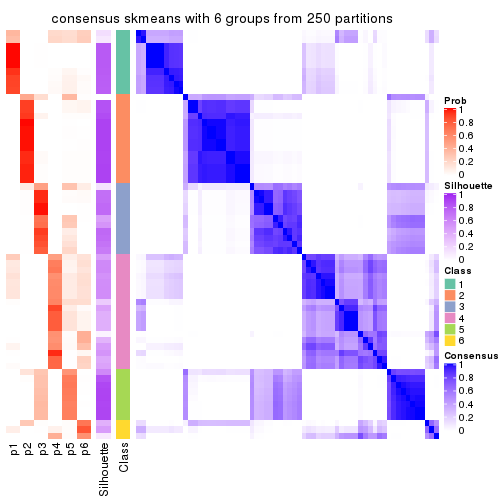 consensus skmeans with 6 groups from 250 partitions
Prob
1
0.8
0.6
0.4
0.2
0
Silhouette
1
0.8
0.6
0.4
0.2
0
Class
1
2
3
4
5
6
Consensus
1
0.8
0.6
0.4
0.2
0
p1
p2
p3
p4
p5
p6
Silhouette
Class